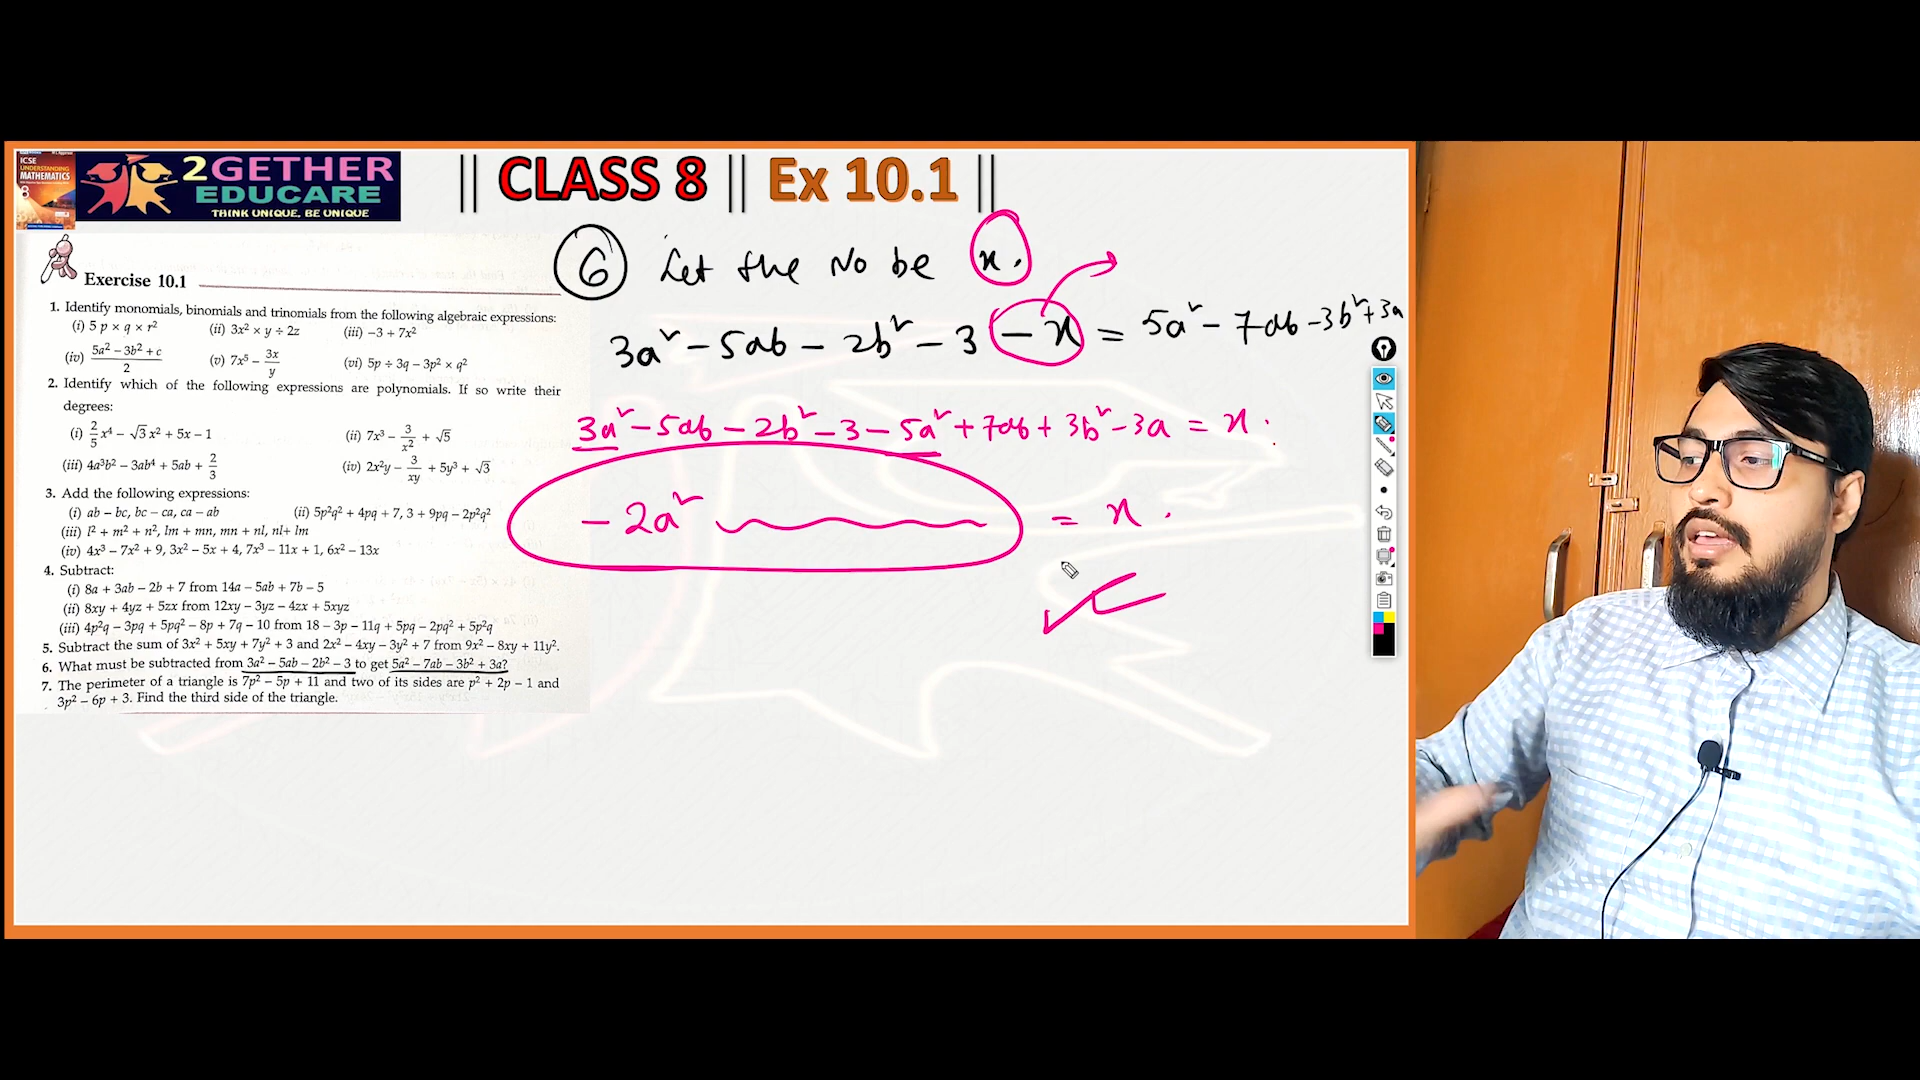 ICSE
UNDERSTANDING
MATHEMATICS
8
2GETHER
EDUCARE
THINK UNIQUE, BE UNIQUE
|| CLASS 8 || Ex 10.1 ||
Exercise 10.1
1. Identify monomials, binomials and trinomials from the following algebraic expressions:
(i) 5 p × q × r² (ii) 3x² × y ÷ 2z (iii) −3 + 7x²
(iv) (5a² − 3b² + c)/2 (v) 7x⁵ − 3x/y (vi) 5p ÷ 3q − 3p² × q²
2. Identify which of the following expressions are polynomials. If so write their
degrees:
(i) 2/5 x⁴ − √3 x² + 5x − 1 (ii) 7x³ − 3/x² + √5
(iii) 4a³b² − 3ab⁴ + 5ab + 2/3 (iv) 2x²y − 3/xy + 5y³ + √3
3. Add the following expressions:
(i) ab − bc, bc − ca, ca − ab (ii) 5p²q² + 4pq + 7, 3 + 9pq − 2p²q²
(iii) l² + m² + n², lm + mn, mn + nl, nl + lm
(iv) 4x³ − 7x² + 9, 3x² − 5x + 4, 7x³ − 11x + 1, 6x² − 13x
4. Subtract:
(i) 8a + 3ab − 2b + 7 from 14a − 5ab + 7b − 5
(ii) 8xy + 4yz + 5zx from 12xy − 3yz − 4zx + 5xyz
(iii) 4p²q − 3pq + 5pq² − 8p + 7q − 10 from 18 − 3p − 11q + 5pq − 2pq² + 5p²q
5. Subtract the sum of 3x² + 5xy + 7y² + 3 and 2x² − 4xy − 3y² + 7 from 9x² − 8xy + 11y².
6. What must be subtracted from 3a² − 5ab − 2b² − 3 to get 5a² − 7ab − 3b² + 3a?
7. The perimeter of a triangle is 7p² − 5p + 11 and two of its sides are p² + 2p − 1 and
3p² − 6p + 3. Find the third side of the triangle.
6 Let the No be x.
3a² − 5ab − 2b² − 3 − x = 5a² − 7ab − 3b² + 3a
3a² − 5ab − 2b² − 3 − 5a² + 7ab + 3b² − 3a = x.
− 2a² = x.